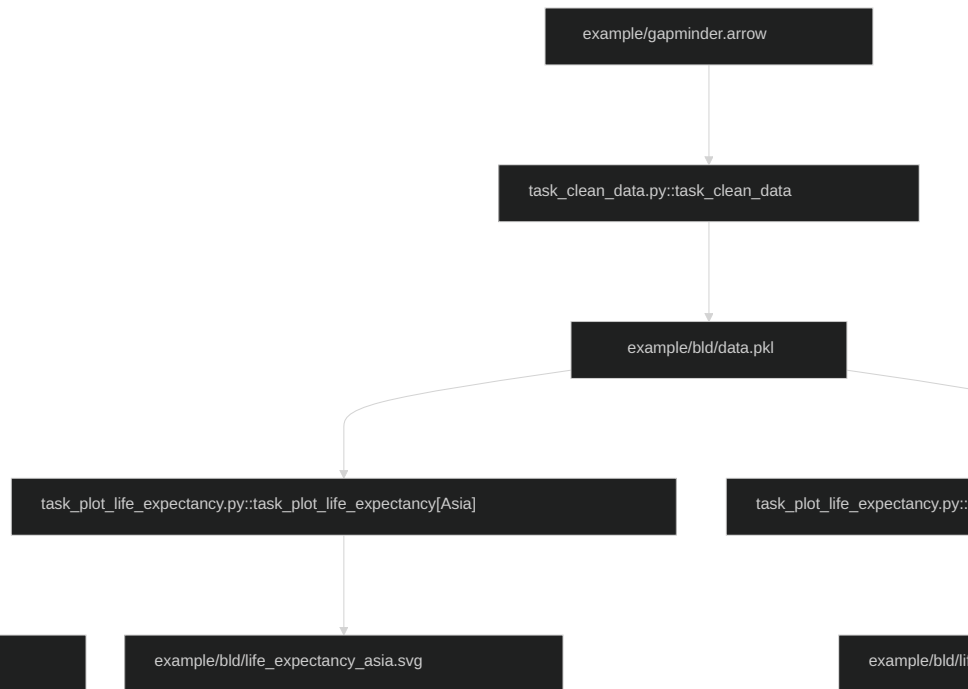 example/gapminder.arrow
task_clean_data.py::task_clean_data
example/bld/data.pkl
task_plot_life_expectancy.py::task_plot_life_expectancy[Asia]
task_plot_life_expectancy.py::
example/bld/life_expectancy_asia.svg
example/bld/li